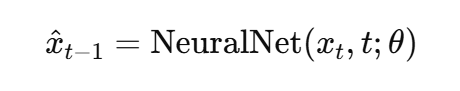 x̂ₜ₋₁ = NeuralNet(xₜ, t; θ)